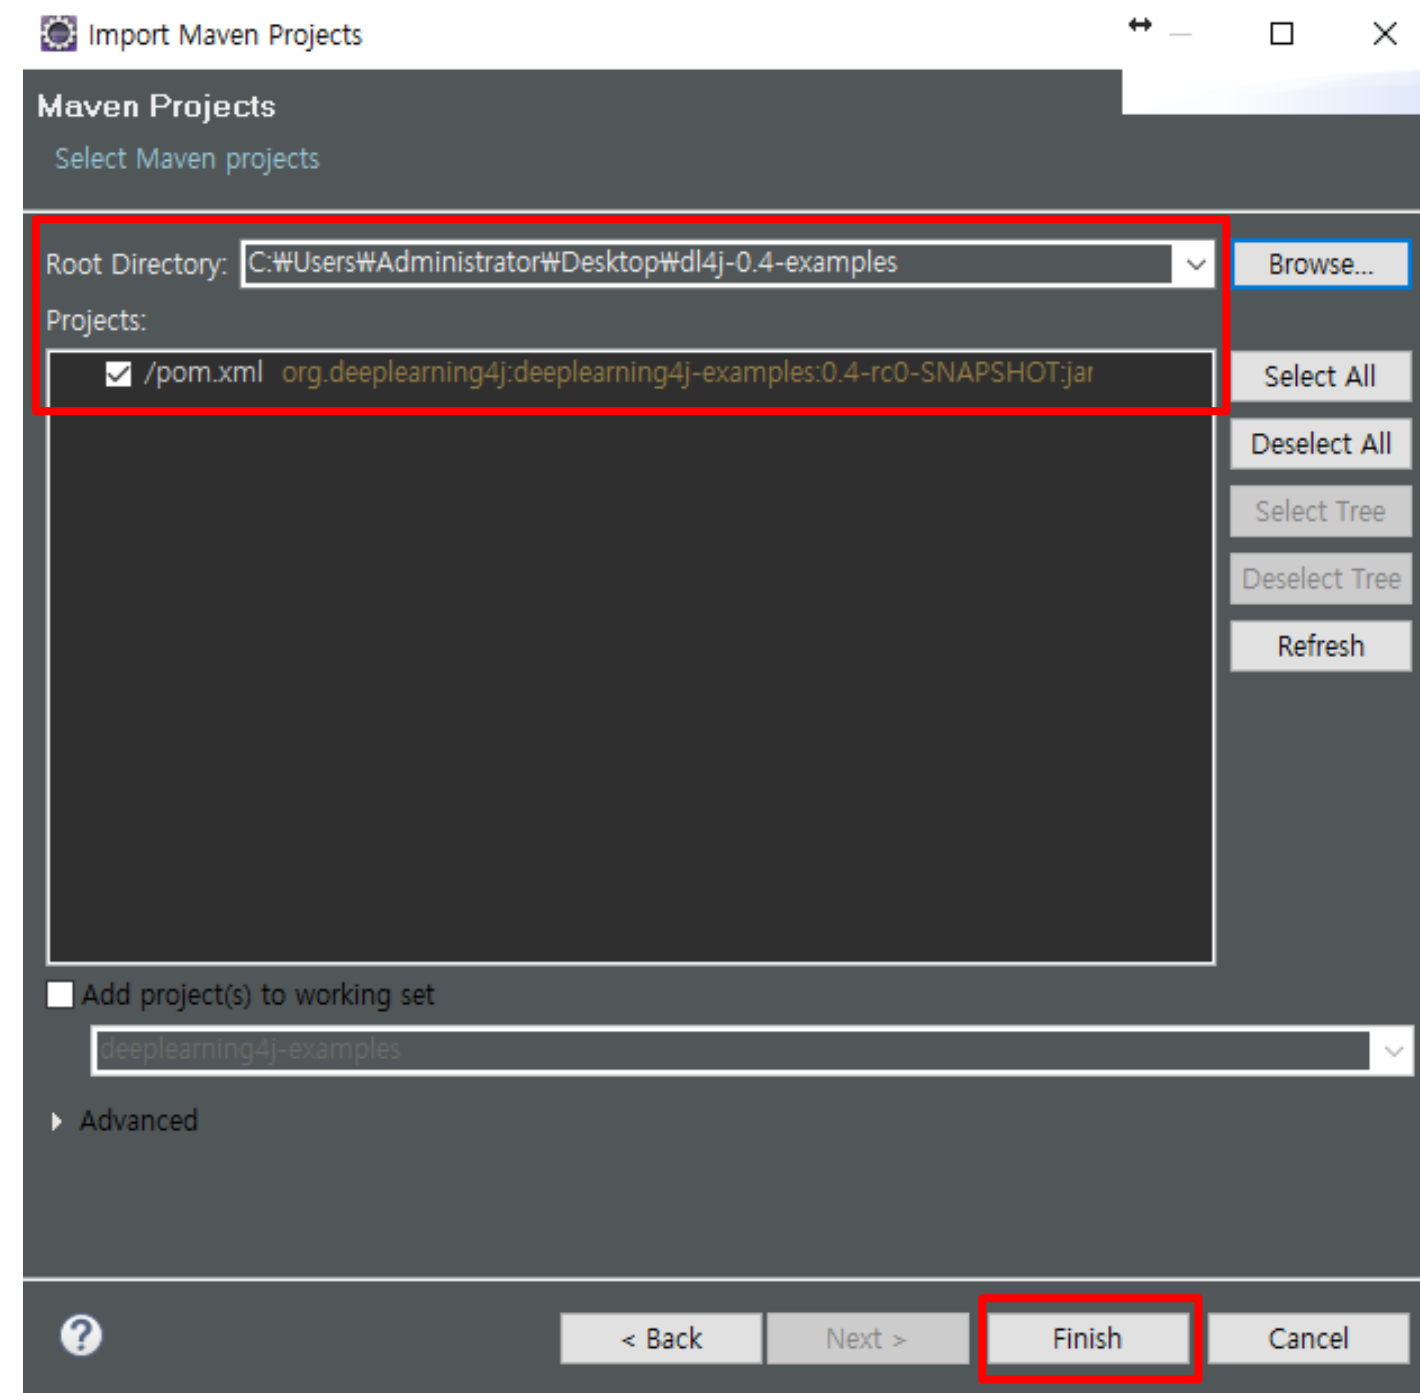 Import Maven Projects
Maven Projects
Select Maven projects
Root Directory: C:₩Users₩Administrator₩Desktop₩dl4j-0.4-examples Browse...
Projects:
/pom.xml org.deeplearning4j:deeplearning4j-examples:0.4-rc0-SNAPSHOT:jar
Select All
Deselect All
Select Tree
Deselect Tree
Refresh
Add project(s) to working set
deeplearning4j-examples
Advanced
? < Back Next > Finish Cancel